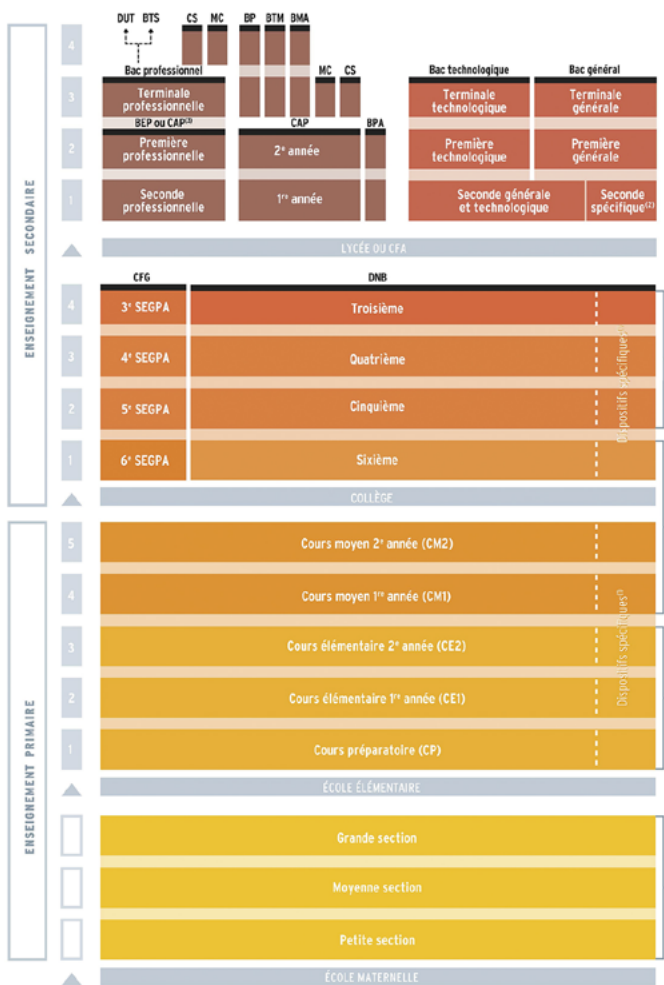 DUT BTS CS MC BP BTM BMA
4
Bac professionnel MC CS Bac technologique Bac général
3
Terminale professionnelle
Terminale technologique
Terminale générale
BEP ou CAP(3) CAP BPA
2
Première professionnelle
2e année
Première technologique
Première générale
1
Seconde professionnelle
1re année
Seconde générale et technologique
Seconde spécifique(2)
LYCÉE OU CFA
ENSEIGNEMENT SECONDAIRE
CFG DNB
4 3e SEGPA Troisième
3 4e SEGPA Quatrième
2 5e SEGPA Cinquième
1 6e SEGPA Sixième
Dispositifs spécifiques
COLLÈGE
5 Cours moyen 2e année (CM2)
4 Cours moyen 1re année (CM1)
3 Cours élémentaire 2e année (CE2)
2 Cours élémentaire 1re année (CE1)
1 Cours préparatoire (CP)
Dispositifs spécifiques
ÉCOLE ÉLÉMENTAIRE
ENSEIGNEMENT PRIMAIRE
Grande section
Moyenne section
Petite section
ÉCOLE MATERNELLE